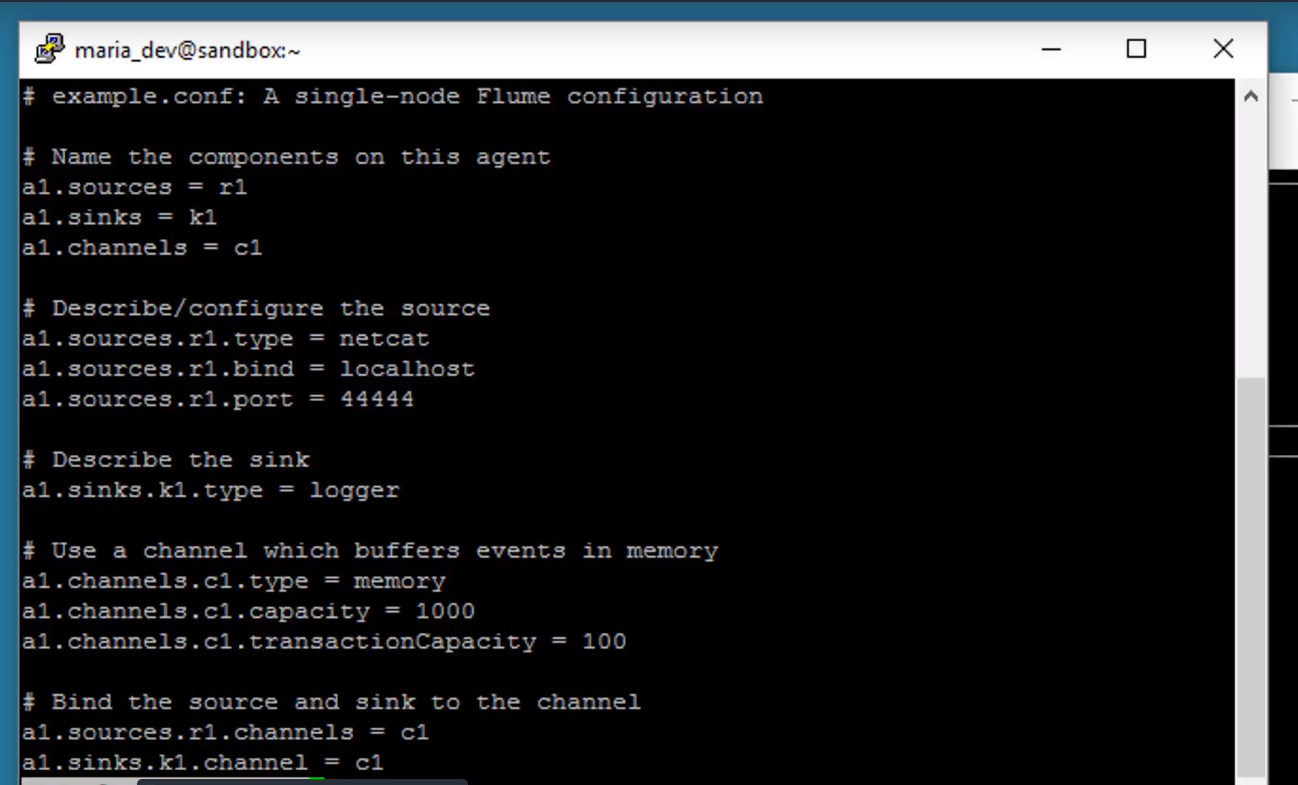 maria_dev@sandbox:~
# example.conf: A single-node Flume configuration
# Name the components on this agent
a1.sources = r1
a1.sinks = k1
a1.channels = c1
# Describe/configure the source
a1.sources.r1.type = netcat
a1.sources.r1.bind = localhost
a1.sources.r1.port = 44444
# Describe the sink
a1.sinks.k1.type = logger
# Use a channel which buffers events in memory
a1.channels.c1.type = memory
a1.channels.c1.capacity = 1000
a1.channels.c1.transactionCapacity = 100
# Bind the source and sink to the channel
a1.sources.r1.channels = c1
a1.sinks.k1.channel = c1